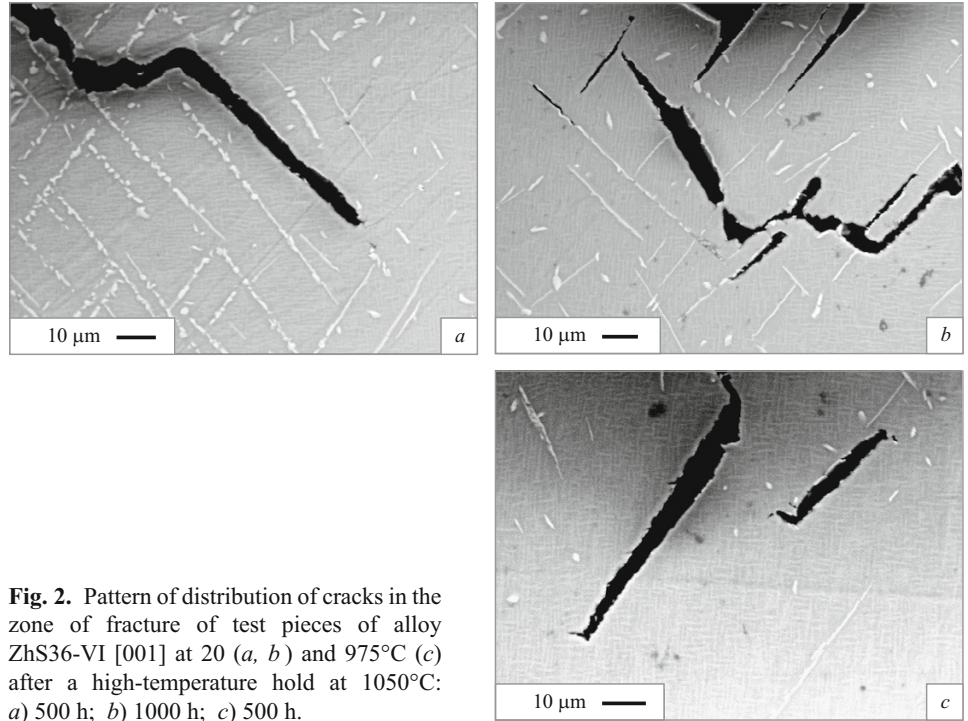 10 μm
a
10 μm
b
10 μm
c
Fig. 2. Pattern of distribution of cracks in the
zone of fracture of test pieces of alloy
ZhS36-VI [001] at 20 (a, b) and 975°C (c)
after a high-temperature hold at 1050°C:
a) 500 h; b) 1000 h; c) 500 h.